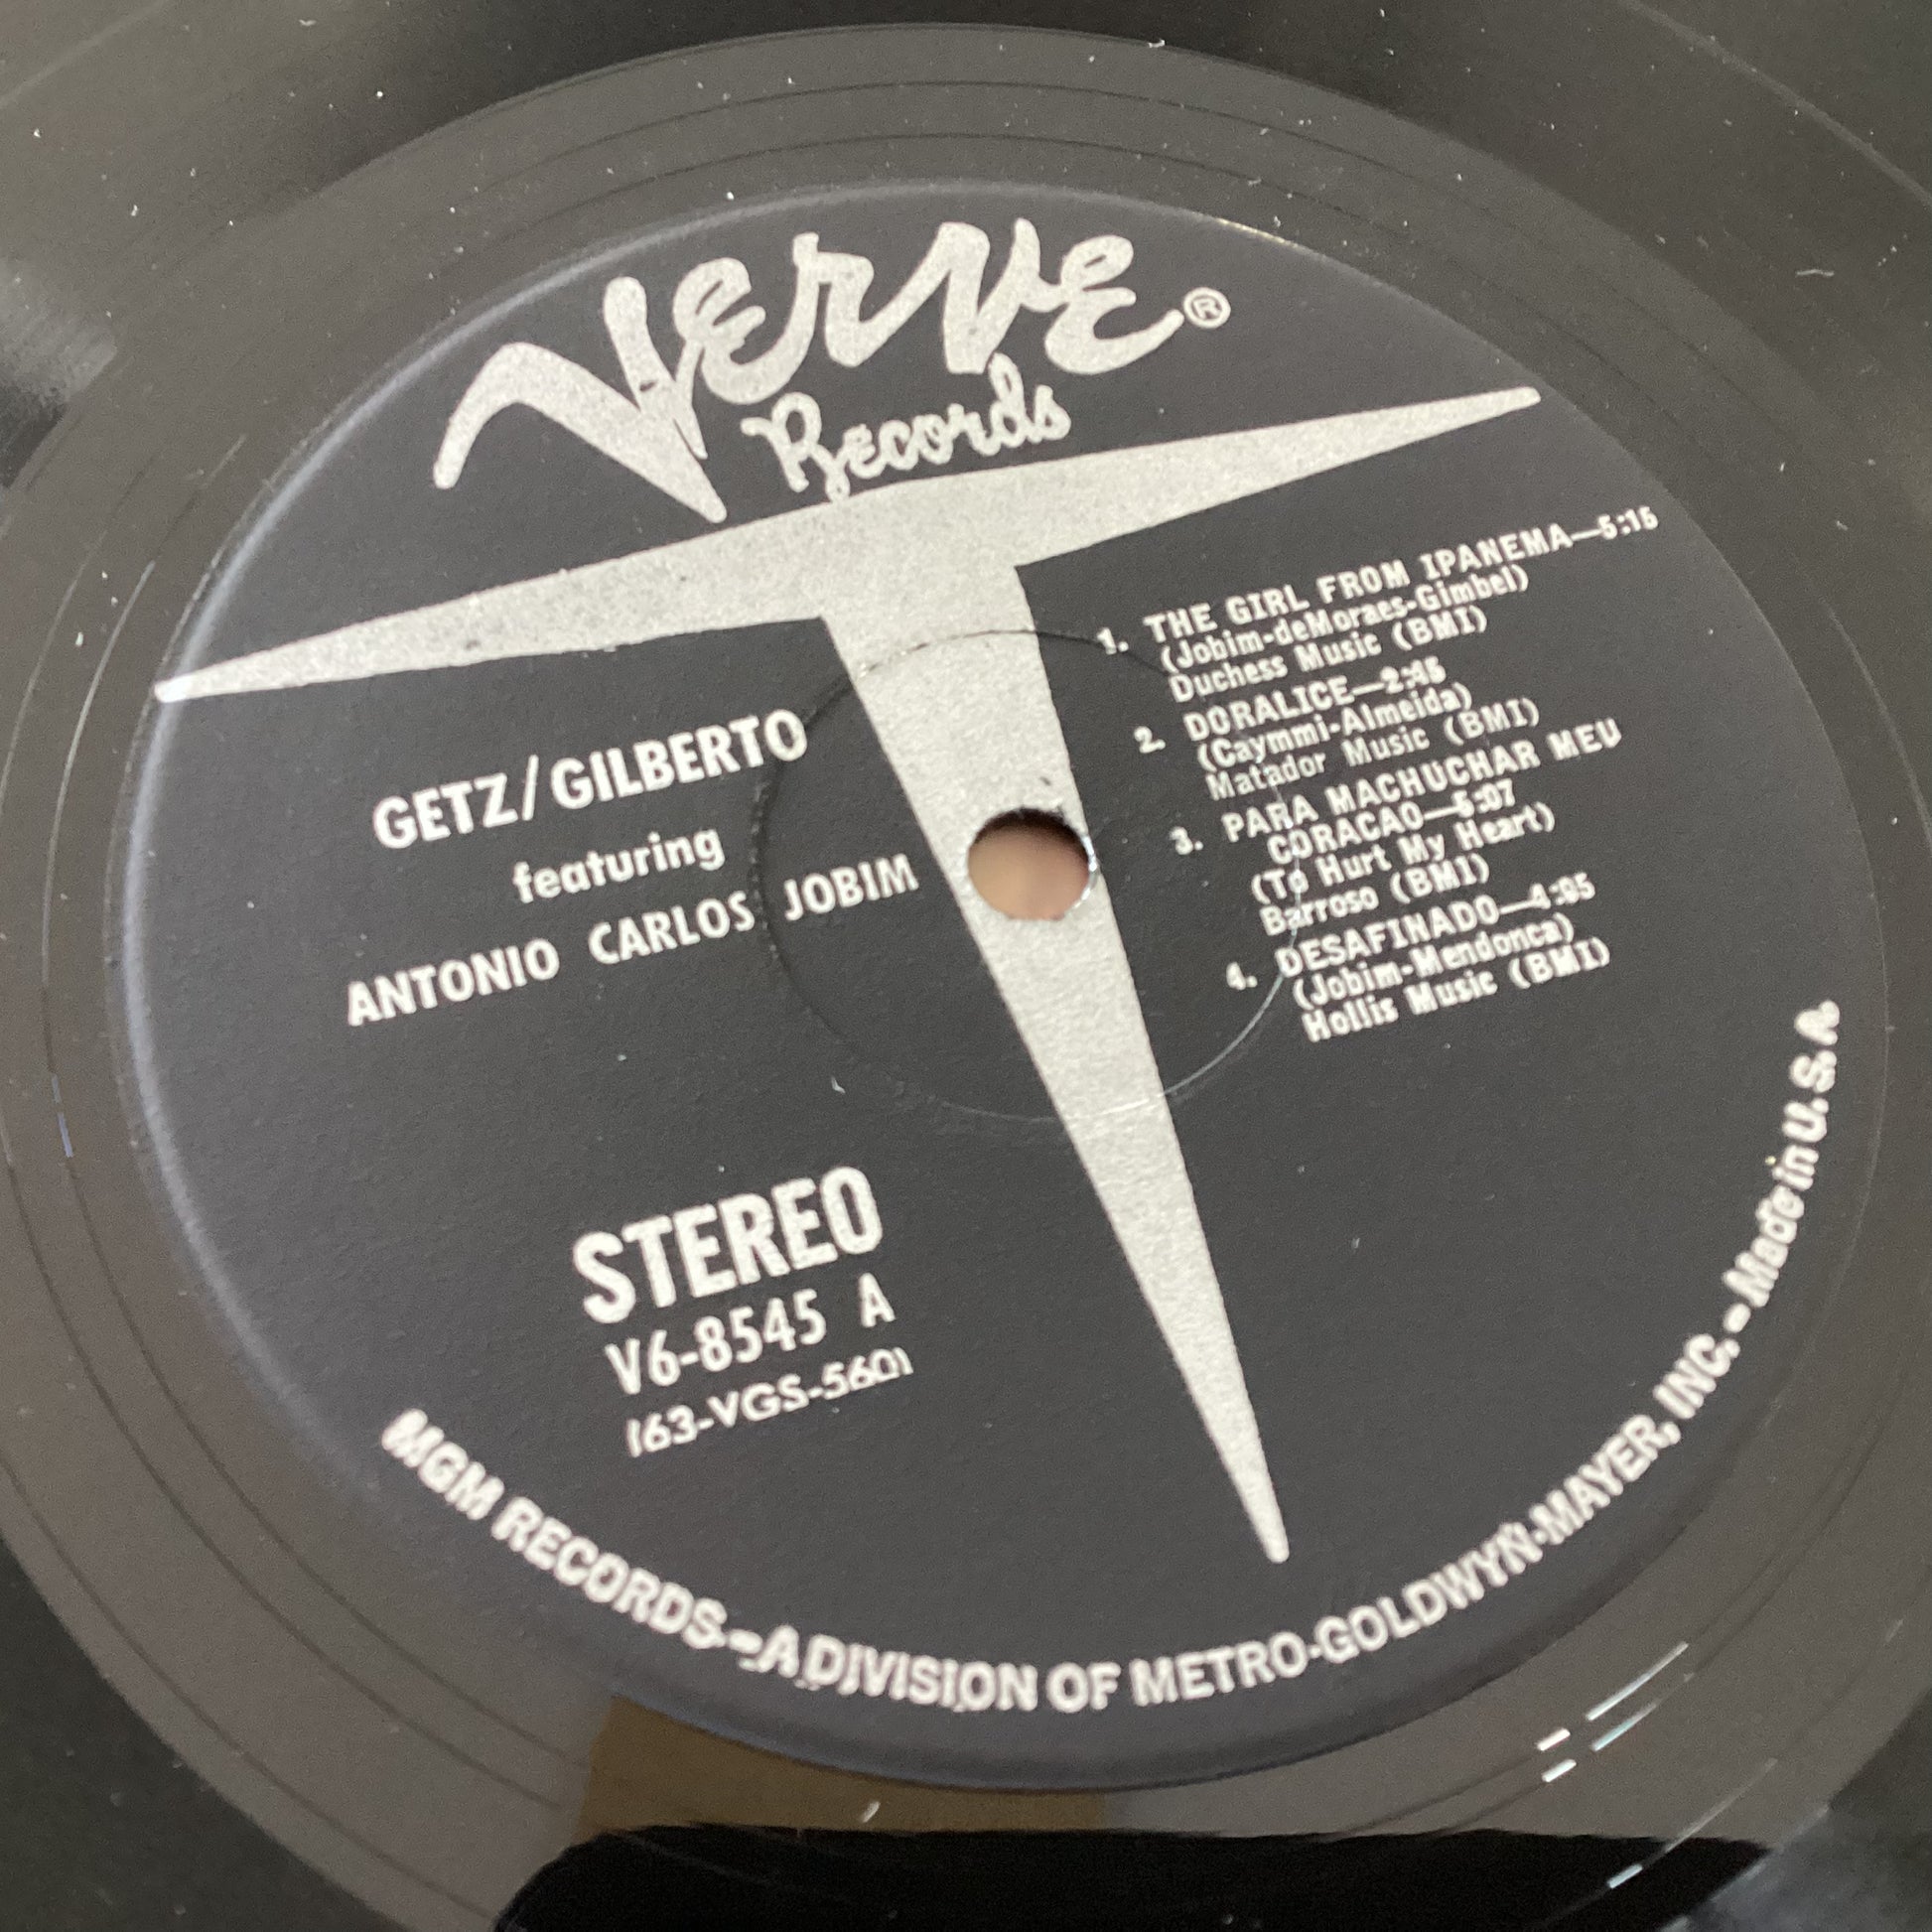 Verve®
Records
GETZ/GILBERTO
featuring
ANTONIO CARLOS JOBIM
STEREO
V6-8545 A
163-VGS-5601
1. THE GIRL FROM IPANEMA—5:15
(Jobim-deMoraes-Gimbel)
Duchess Music (BMI)
2. DORALICE—2:45
(Caymmi-Almeida)
Matador Music (BMI)
3. PARA MACHUCHAR MEU
CORACAO—5:07
(To Hurt My Heart)
Barroso (BMI)
4. DESAFINADO—4:05
(Jobim-Mendonca)
Hollis Music (BMI)
MGM RECORDS—A DIVISION OF METRO-GOLDWYN-MAYER, INC.—Made in U.S.A.